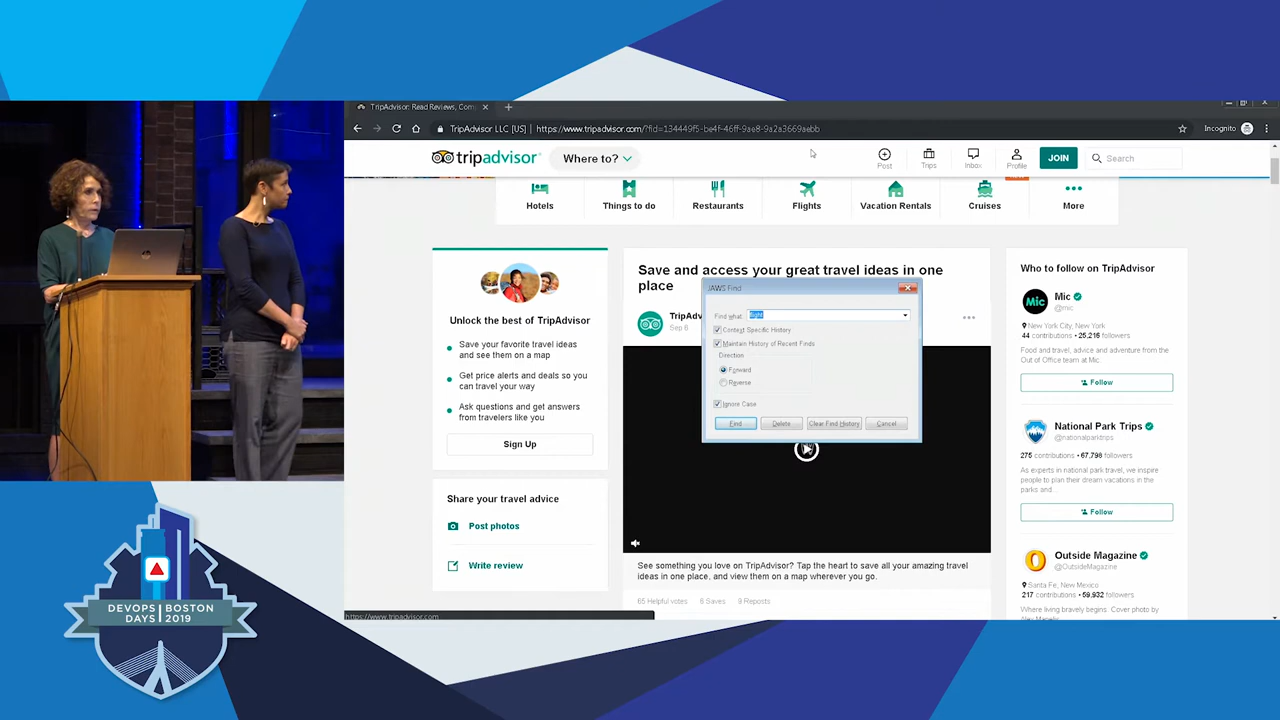 TripAdvisor: Read Reviews, Com
TripAdvisor LLC [US]
https://www.tripadvisor.com/?fid=134449f5-be4f-46ff-9ae8-9a2a3669aebb
Incognito
tripadvisor
Where to?
Post
Trips
Inbox
Profile
JOIN
Search
Hotels
Things to do
Restaurants
Flights
Vacation Rentals
Cruises
More
Unlock the best of TripAdvisor
Save your favorite travel ideas
and see them on a map
Get price alerts and deals so you
can travel your way
Ask questions and get answers
from travelers like you
Sign Up
Share your travel advice
Post photos
Write review
https://www.tripadvisor.com
Save and access your great travel ideas in one
place
TripAdv
Sep 6
JAWS Find
Find what:
flight
Context Specific History
Maintain History of Recent Finds
Direction
Forward
Reverse
Ignore Case
Find
Delete
Clear Find History
Cancel
See something you love on TripAdvisor? Tap the heart to save all your amazing travel
ideas in one place, and view them on a map wherever you go.
65 Helpful votes
6 Saves
9 Reposts
Who to follow on TripAdvisor
Mic
Mic
@mic
New York City, New York
44 contributions • 25,216 followers
Food and travel, advice and adventure from the
Out of Office team at Mic.
Follow
National Park Trips
@nationalparktrips
275 contributions • 67,798 followers
As experts in national park travel, we inspire
people to plan their dream vacations in the
parks and...
Follow
Outside Magazine
@OutsideMagazine
Santa Fe, New Mexico
217 contributions • 59,932 followers
Where living bravely begins. Cover photo by
DEVOPS
DAYS
BOSTON
2019